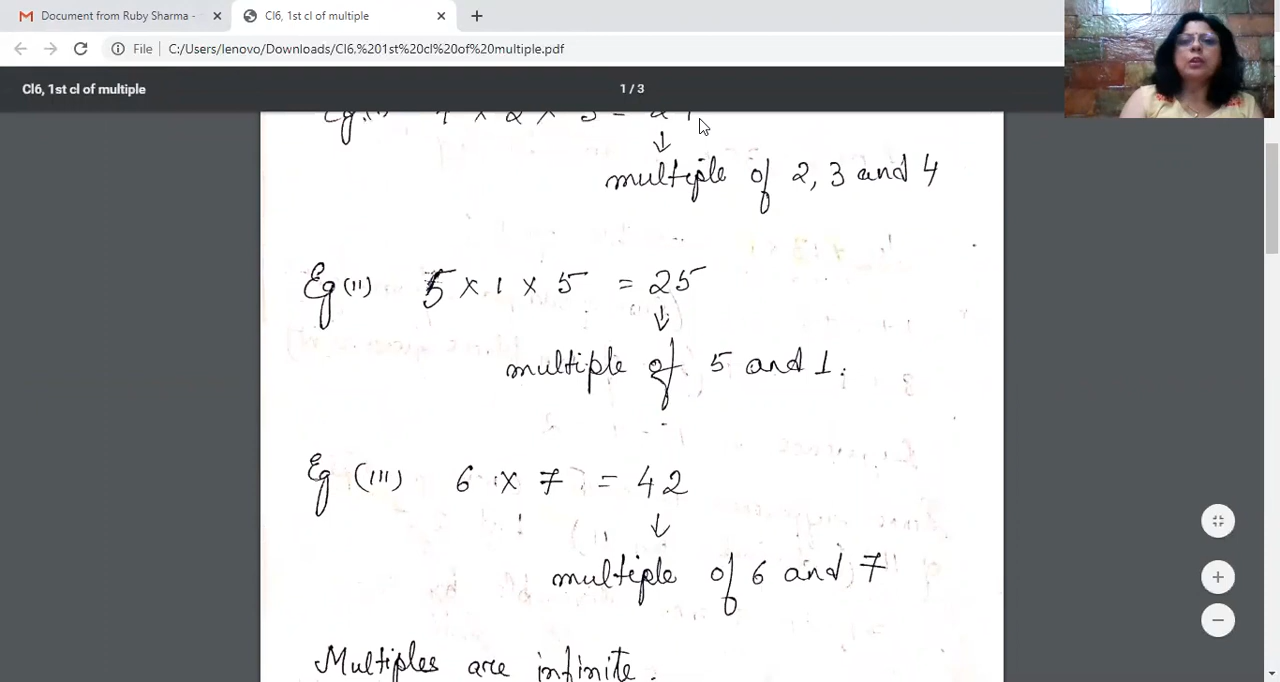 Document from Ruby Sharma -
Cl6, 1st cl of multiple
File C:/Users/lenovo/Downloads/Cl6.%201st%20cl%20of%20multiple.pdf
Cl6, 1st cl of multiple
1 / 3
multiple of 2, 3 and 4
Eg (II) 5 × 1 × 5 = 25
↓
multiple of 5 and 1.
Eg (III) 6 × 7 = 42
↓
multiple of 6 and 7
Multiples are infinite.